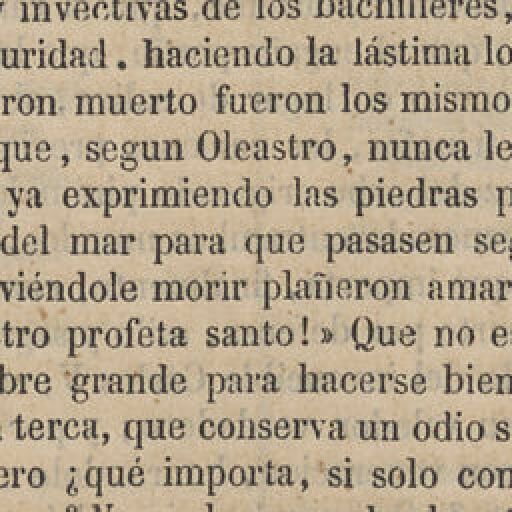 invectivas de los bachilleres,
uridad. haciendo la lástima lo
ron muerto fueron los mismo
que, segun Oleastro, nunca le
ya exprimiendo las piedras p
del mar para que pasasen seg
viéndole morir plañeron amar
tro profeta santo!» Que no e
bre grande para hacerse bien
terca, que conserva un odio s
ero ¿qué importa, si solo con